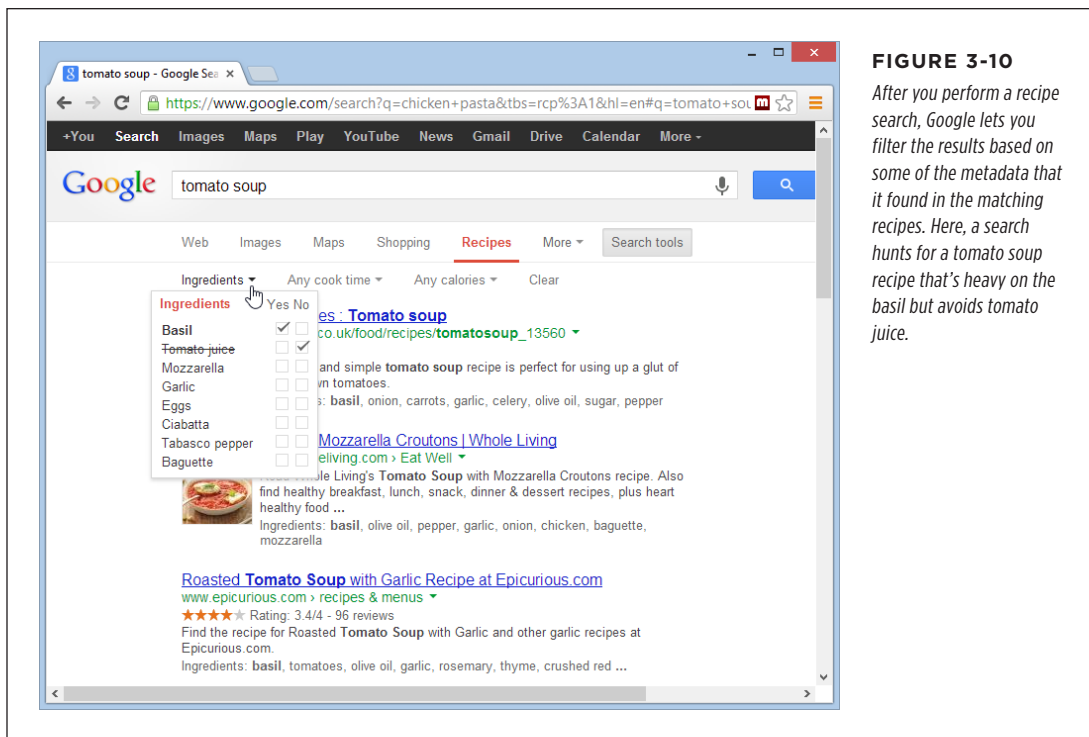 tomato soup - Google Sea
https://www.google.com/search?q=chicken+pasta&tbs=rcp%3A1&hl=en#q=tomato+sou
+You Search Images Maps Play YouTube News Gmail Drive Calendar More
Google tomato soup
Web Images Maps Shopping Recipes More Search tools
Ingredients Any cook time Any calories Clear
Ingredients Yes No
Basil
Tomato juice
Mozzarella
Garlic
Eggs
Ciabatta
Tabasco pepper
Baguette
es : Tomato soup
co.uk/food/recipes/tomatosoup_13560
and simple tomato soup recipe is perfect for using up a glut of
wn tomatoes.
s: basil, onion, carrots, garlic, celery, olive oil, sugar, pepper
Mozzarella Croutons | Whole Living
eliving.com › Eat Well
ole Living's Tomato Soup with Mozzarella Croutons recipe. Also
find healthy breakfast, lunch, snack, dinner & dessert recipes, plus heart
healthy food ...
Ingredients: basil, olive oil, pepper, garlic, onion, chicken, baguette,
mozzarella
Roasted Tomato Soup with Garlic Recipe at Epicurious.com
www.epicurious.com › recipes & menus
Rating: 3.4/4 - 96 reviews
Find the recipe for Roasted Tomato Soup with Garlic and other garlic recipes at
Epicurious.com.
Ingredients: basil, tomatoes, olive oil, garlic, rosemary, thyme, crushed red ...
FIGURE 3-10
After you perform a recipe
search, Google lets you
filter the results based on
some of the metadata that
it found in the matching
recipes. Here, a search
hunts for a tomato soup
recipe that's heavy on the
basil but avoids tomato
juice.